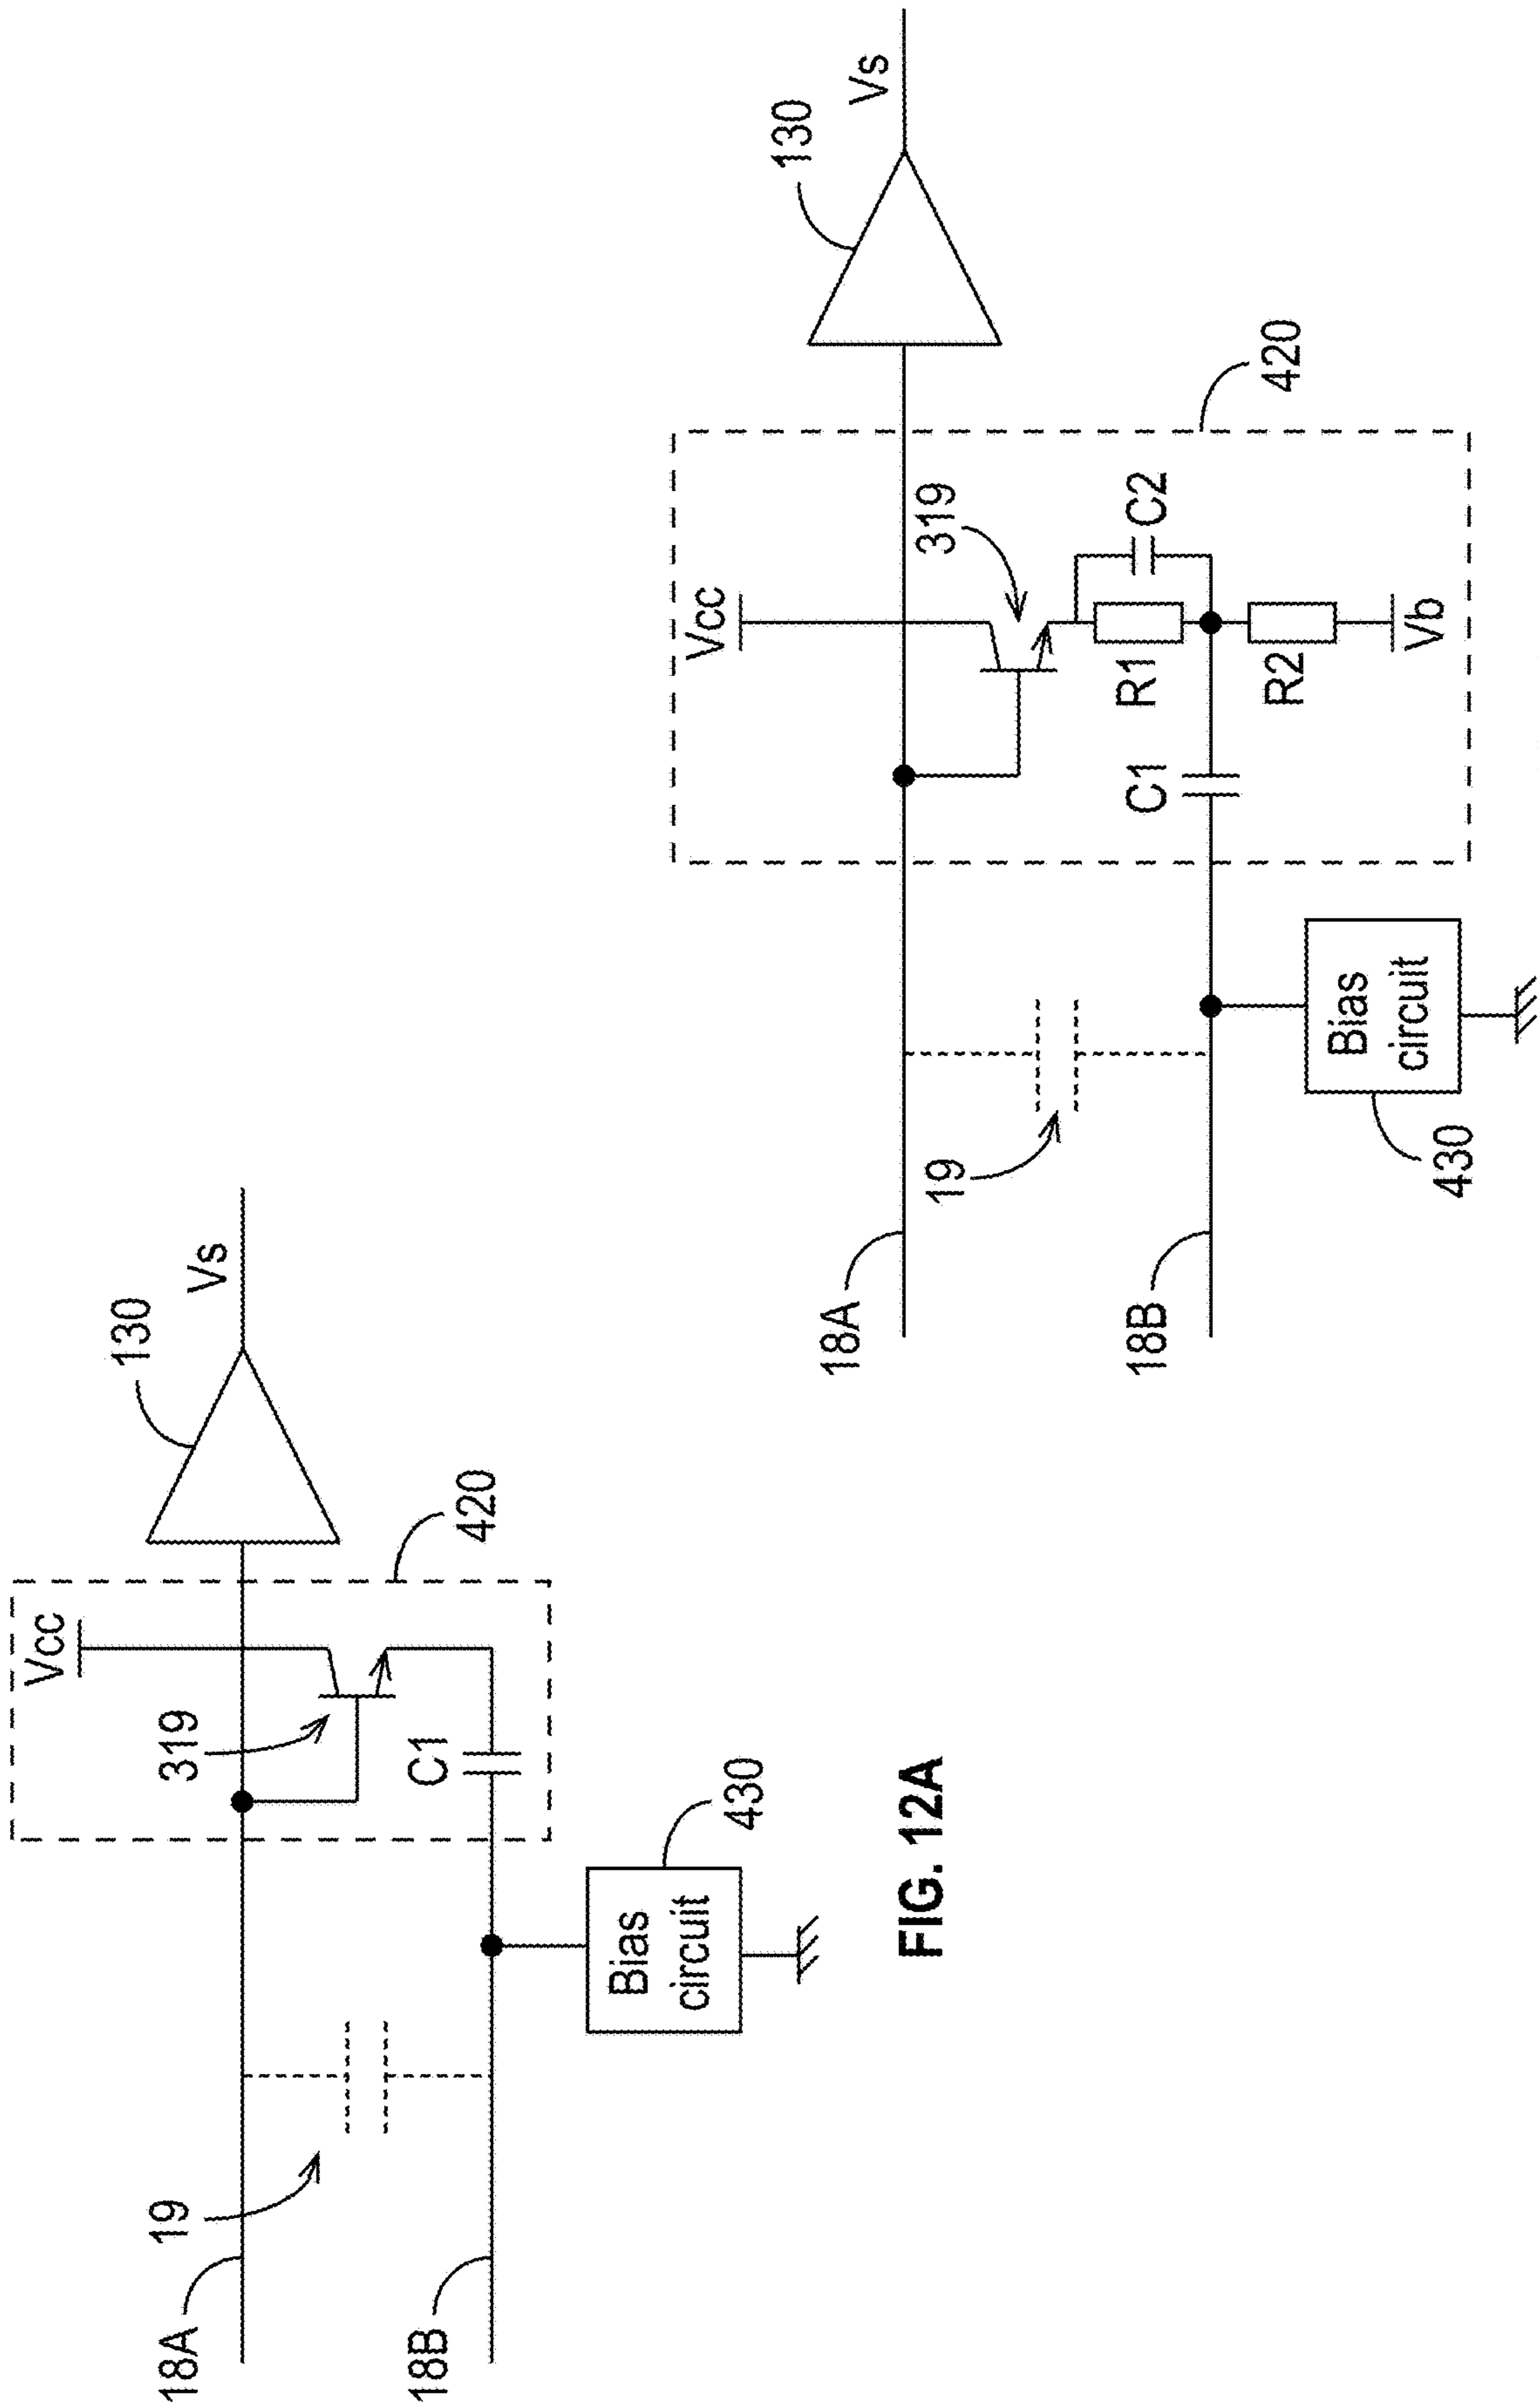 Vcc
130
Vs
319
420
19
18A
C1
18B
Bias
circuit
430
FIG. 12A
Vcc
130
Vs
319
420
19
18A
C2
R1
C1
18B
R2
Vb
Bias
circuit
430